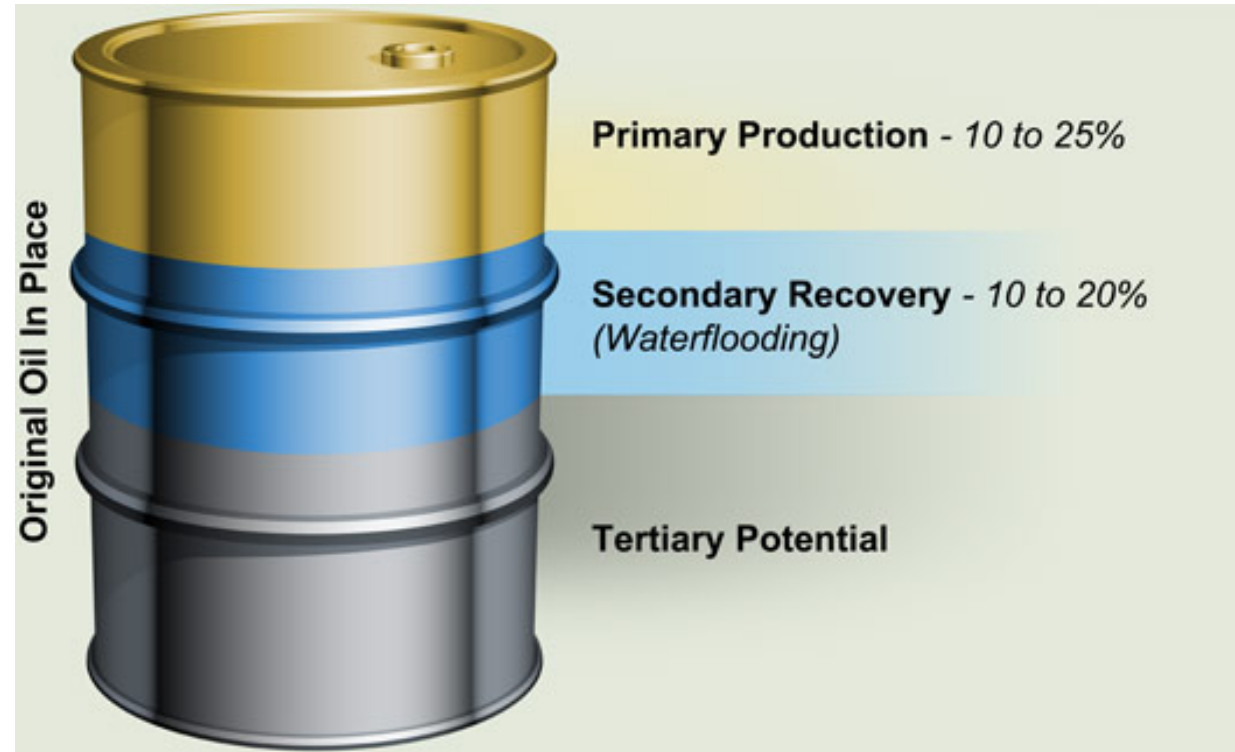 Original Oil In Place
Primary Production - 10 to 25%
Secondary Recovery - 10 to 20%
(Waterflooding)
Tertiary Potential